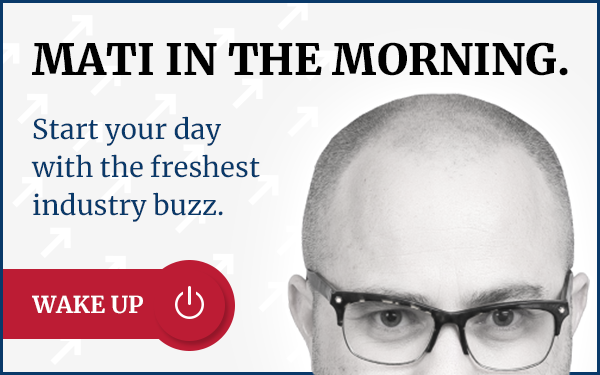 MATI IN THE MORNING.
Start your day
with the freshest
industry buzz.
WAKE UP